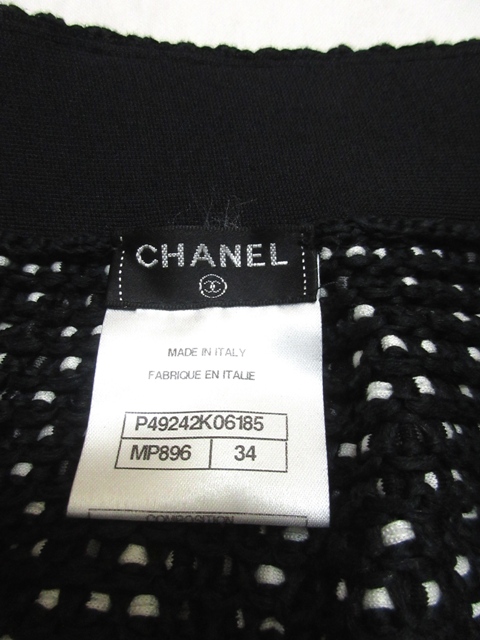 CHANEL
MADE IN ITALY
FABRIQUE EN ITALIE
P49242K06185
MP896 34
COMPOSITION